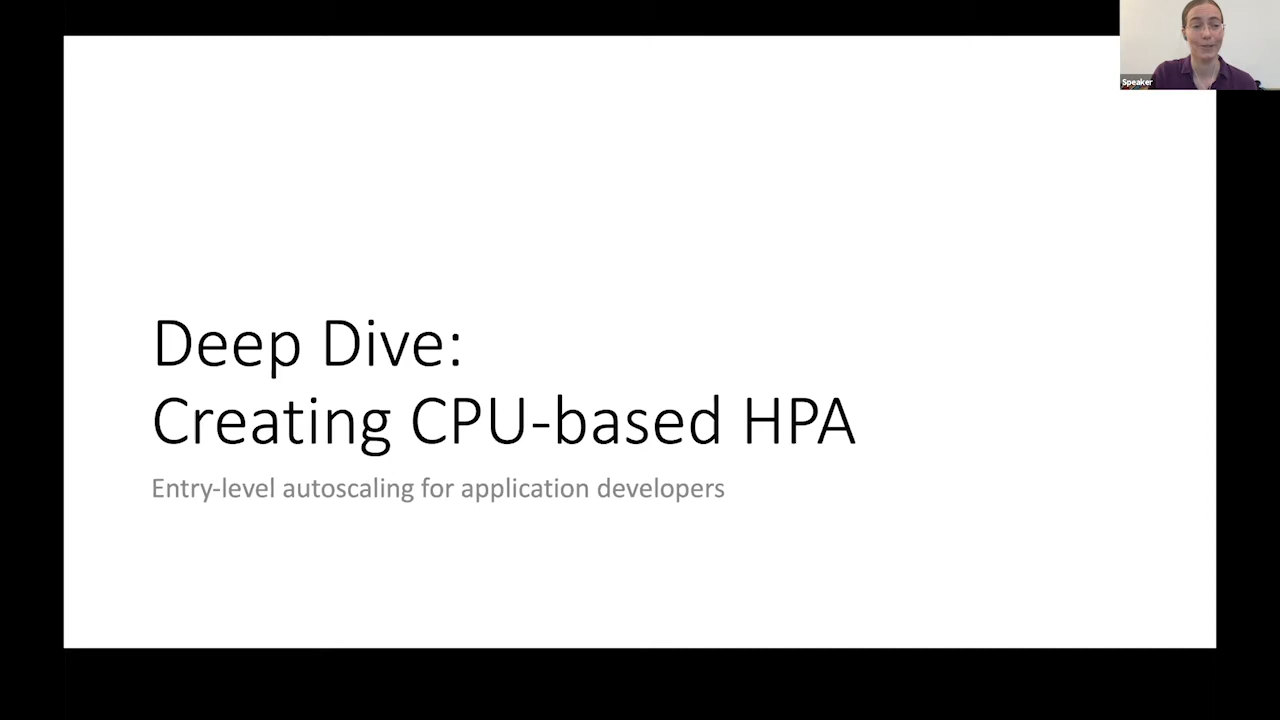 Speaker
Deep Dive:
Creating CPU-based HPA
Entry-level autoscaling for application developers